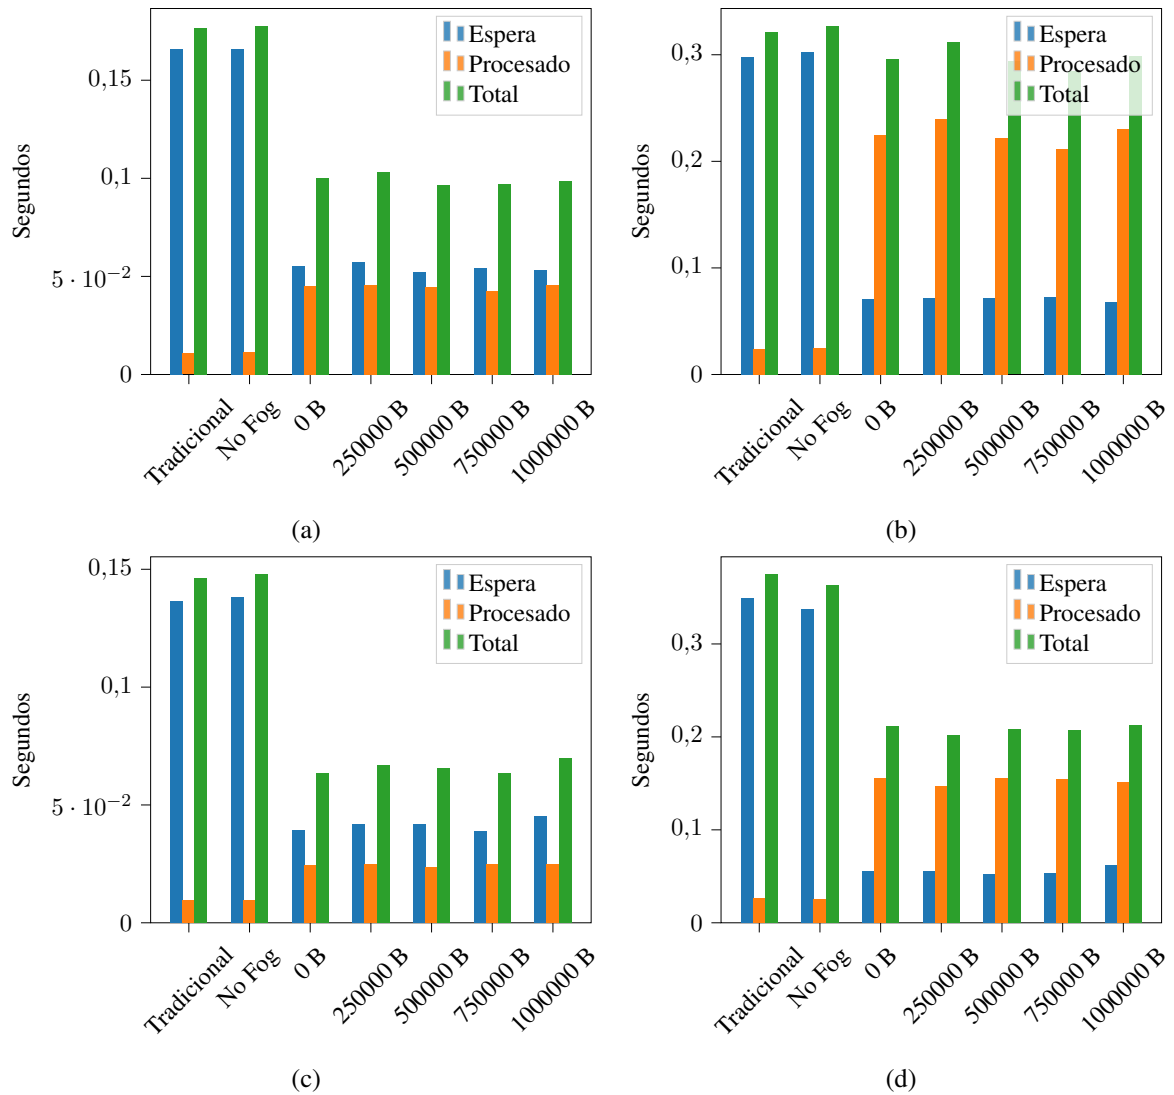 Segundos
0,15
0,1
5 · 10⁻²
0
Espera
Procesado
Total
Tradicional
No Fog
0 B
250000 B
500000 B
750000 B
1000000 B
(a)
Segundos
0,3
0,2
0,1
0
Espera
Procesado
Total
Tradicional
No Fog
0 B
250000 B
500000 B
750000 B
1000000 B
(b)
Segundos
0,15
0,1
5 · 10⁻²
0
Espera
Procesado
Total
Tradicional
No Fog
0 B
250000 B
500000 B
750000 B
1000000 B
(c)
Segundos
0,3
0,2
0,1
0
Espera
Procesado
Total
Tradicional
No Fog
0 B
250000 B
500000 B
750000 B
1000000 B
(d)